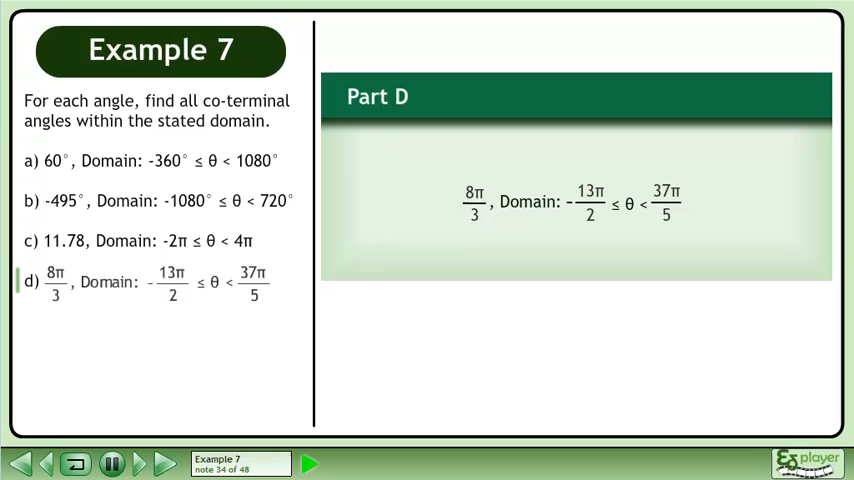 Example 7
For each angle, find all co-terminal
angles within the stated domain.
a) 60°, Domain: -360° ≤ θ < 1080°
b) -495°, Domain: -1080° ≤ θ < 720°
c) 11.78, Domain: -2π ≤ θ < 4π
d) 8π/3, Domain: -13π/2 ≤ θ < 37π/5
Part D
8π/3, Domain: -13π/2 ≤ θ < 37π/5
Example 7
note 34 of 48
player